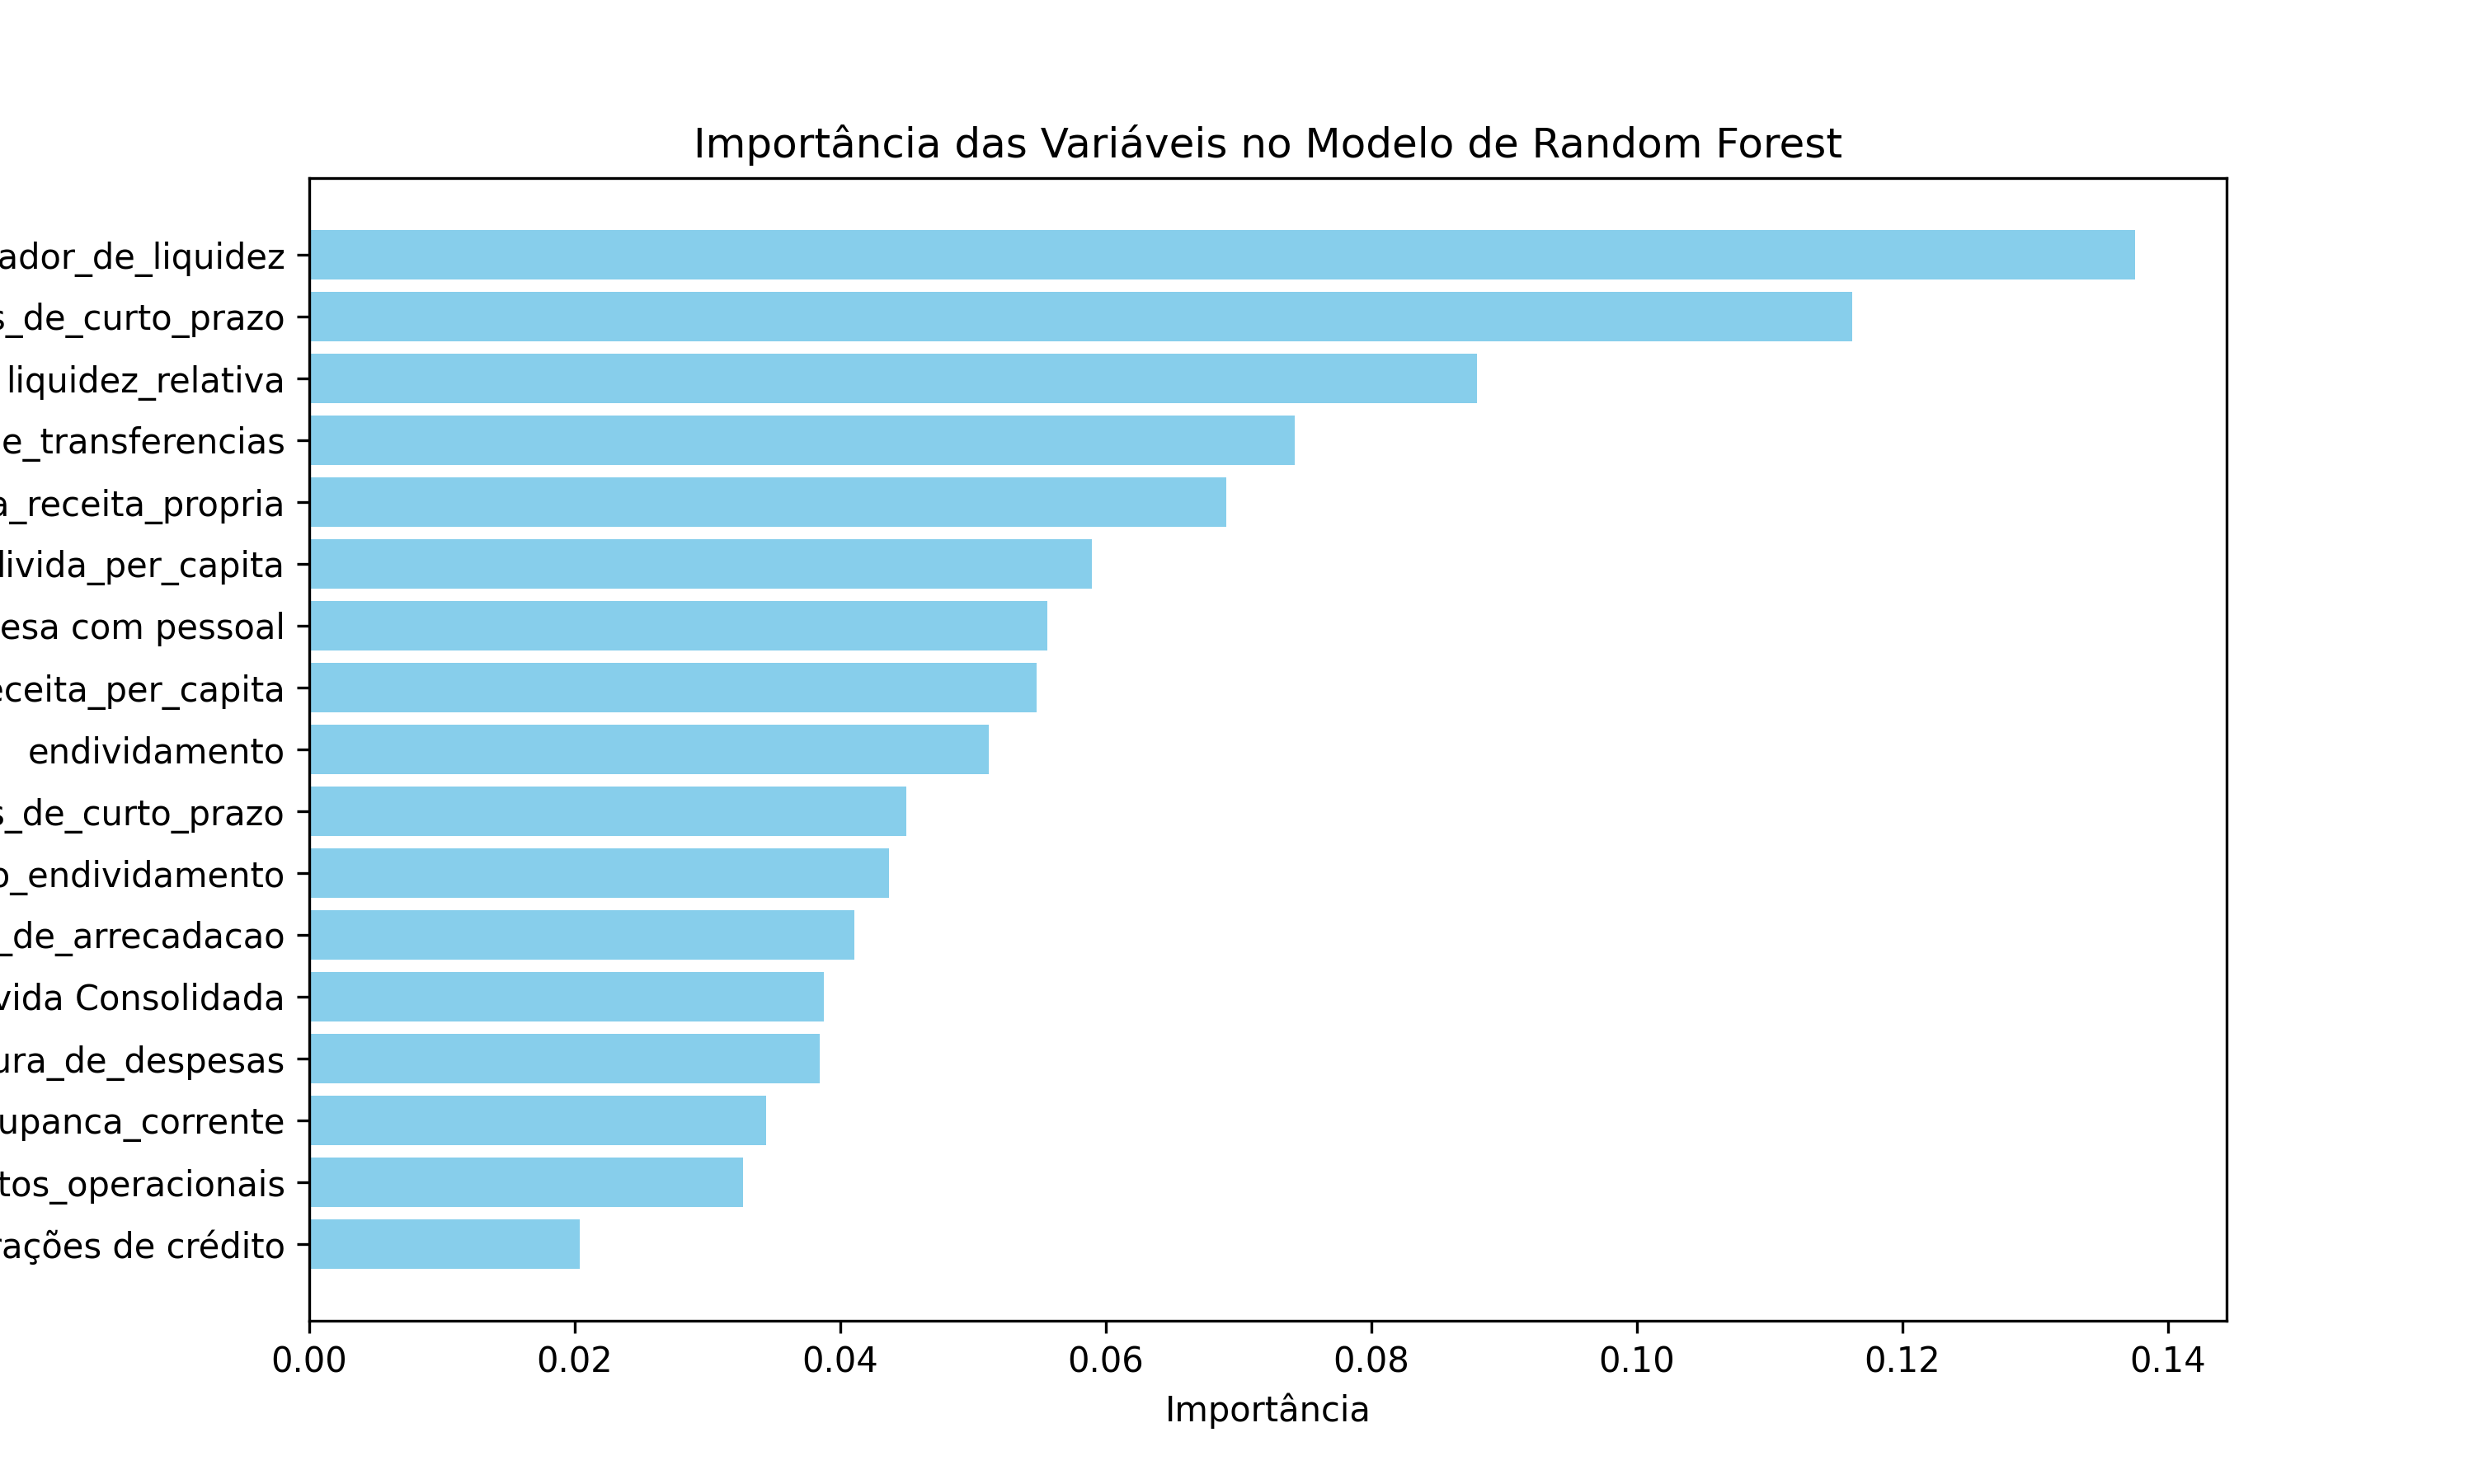 Importância das Variáveis no Modelo de Random Forest
ador_de_liquidez
s_de_curto_prazo
liquidez_relativa
e_transferencias
a_receita_propria
livida_per_capita
esa com pessoal
eceita_per_capita
endividamento
s_de_curto_prazo
o_endividamento
_de_arrecadacao
vida Consolidada
ura_de_despesas
upanca_corrente
tos_operacionais
rações de crédito
0.00 0.02 0.04 0.06 0.08 0.10 0.12 0.14
Importância